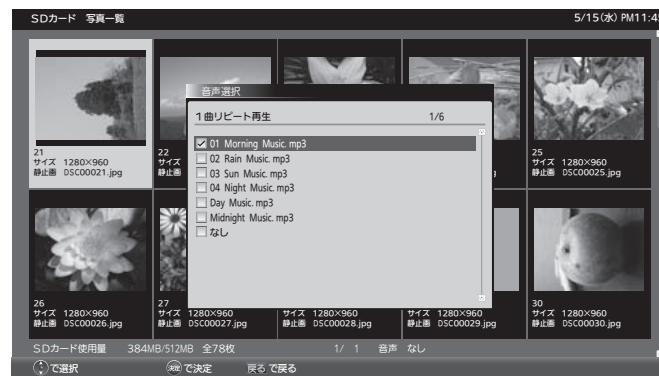 SDカード 写真一覧
5/15(水) PM11:4
音声選択
1曲リピート再生 1/6
01 Morning Music.mp3
02 Rain Music.mp3
03 Sun Music.mp3
04 Night Music.mp3
Day Music.mp3
Midnight Music.mp3
なし
21
サイズ 1280×960
静止画 DSC00021.jpg
22
サイズ
静止画
25
サイズ 1280×960
静止画 DSC00025.jpg
26
サイズ 1280×960
静止画 DSC00026.jpg
27
サイズ 1280×960
静止画 DSC00027.jpg
サイズ 1280×960
静止画 DSC00028.jpg
サイズ 1280×960
静止画 DSC00029.jpg
30
サイズ 1280×960
静止画 DSC00030.jpg
SDカード使用量 384MB/512MB 全78枚 1/ 1 音声 なし
で選択 決定 で決定 戻る で戻る